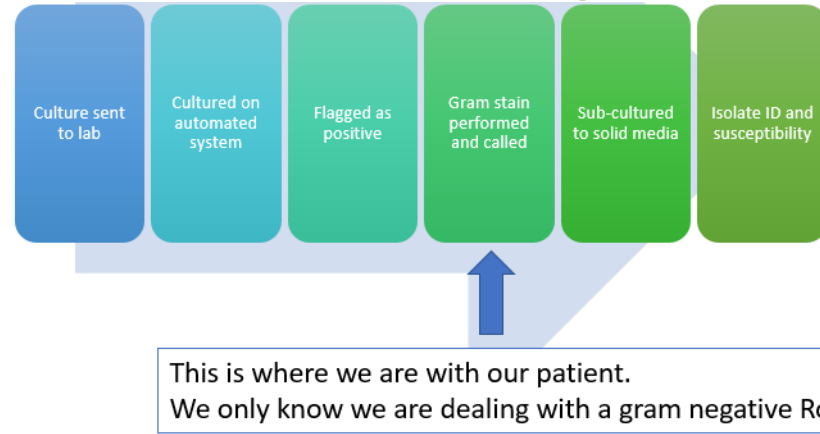 Culture sent
to lab
Cultured on
automated
system
Flagged as
positive
Gram stain
performed
and called
Sub-cultured
to solid media
Isolate ID and
susceptibility
This is where we are with our patient.
We only know we are dealing with a gram negative